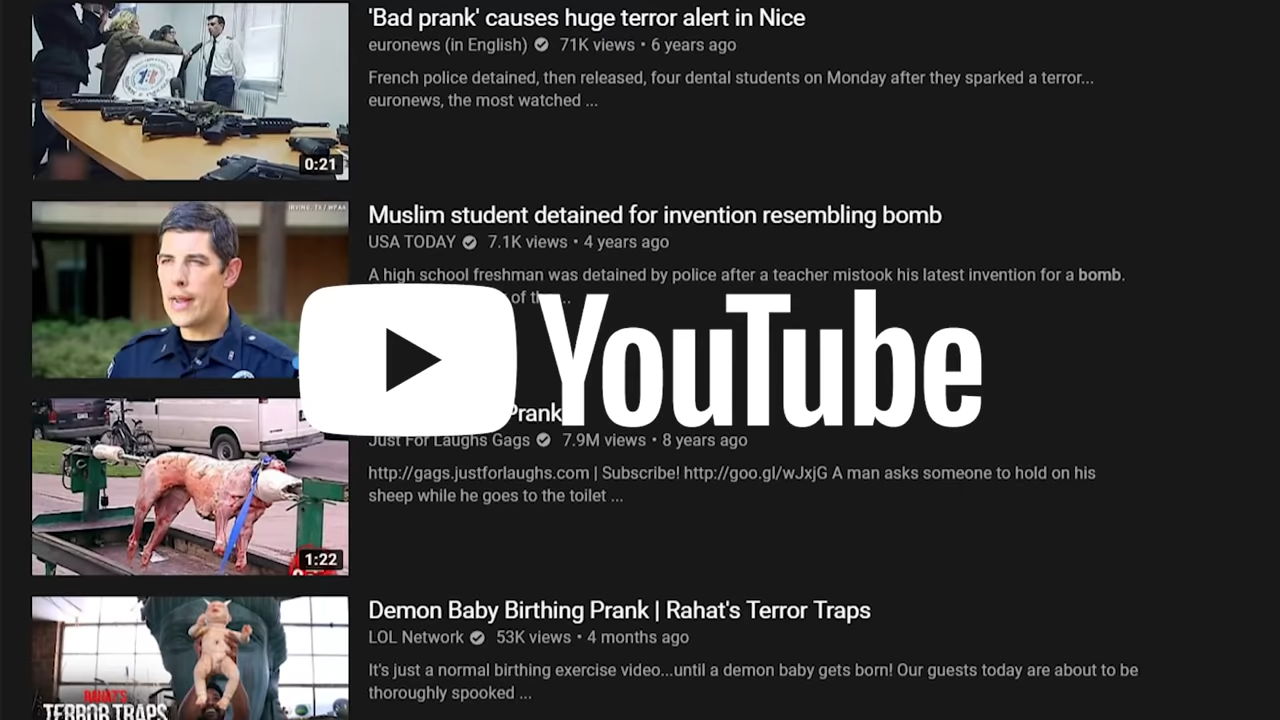 'Bad prank' causes huge terror alert in Nice
euronews (in English) 71K views • 6 years ago
French police detained, then released, four dental students on Monday after they sparked a terror...
euronews, the most watched ...
0:21
IRVING, TX / WFAA
Muslim student detained for invention resembling bomb
USA TODAY 7.1K views • 4 years ago
A high school freshman was detained by police after a teacher mistook his latest invention for a bomb.
of
YouTube
Prank
Just For Laughs Gags 7.9M views • 8 years ago
http://gags.justforlaughs.com | Subscribe! http://goo.gl/wJxjG A man asks someone to hold on his
sheep while he goes to the toilet ...
1:22
Demon Baby Birthing Prank | Rahat's Terror Traps
LOL Network 53K views • 4 months ago
It's just a normal birthing exercise video...until a demon baby gets born! Our guests today are about to be
thoroughly spooked ...
RAHAT'S
TERROR TRAPS